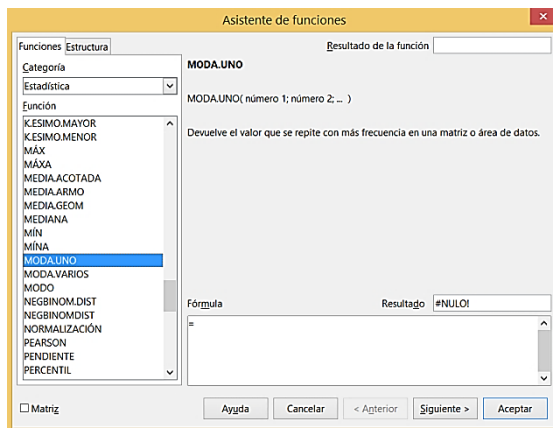 Asistente de funciones
Funciones Estructura
Resultado de la función
Categoría
Estadística
Función
K.ESIMO.MAYOR
K.ESIMO.MENOR
MÁX
MÁXA
MEDIA.ACOTADA
MEDIA.ARMO
MEDIA.GEOM
MEDIANA
MÍN
MÍNA
MODA.UNO
MODA.VARIOS
MODO
NEGBINOM.DIST
NEGBINOMDIST
NORMALIZACIÓN
PEARSON
PENDIENTE
PERCENTIL
MODA.UNO
MODA.UNO( número 1; número 2; ... )
Devuelve el valor que se repite con más frecuencia en una matriz o área de datos.
Fórmula
Resultado #NULO!
=
Matriz
Ayuda Cancelar < Anterior Siguiente > Aceptar